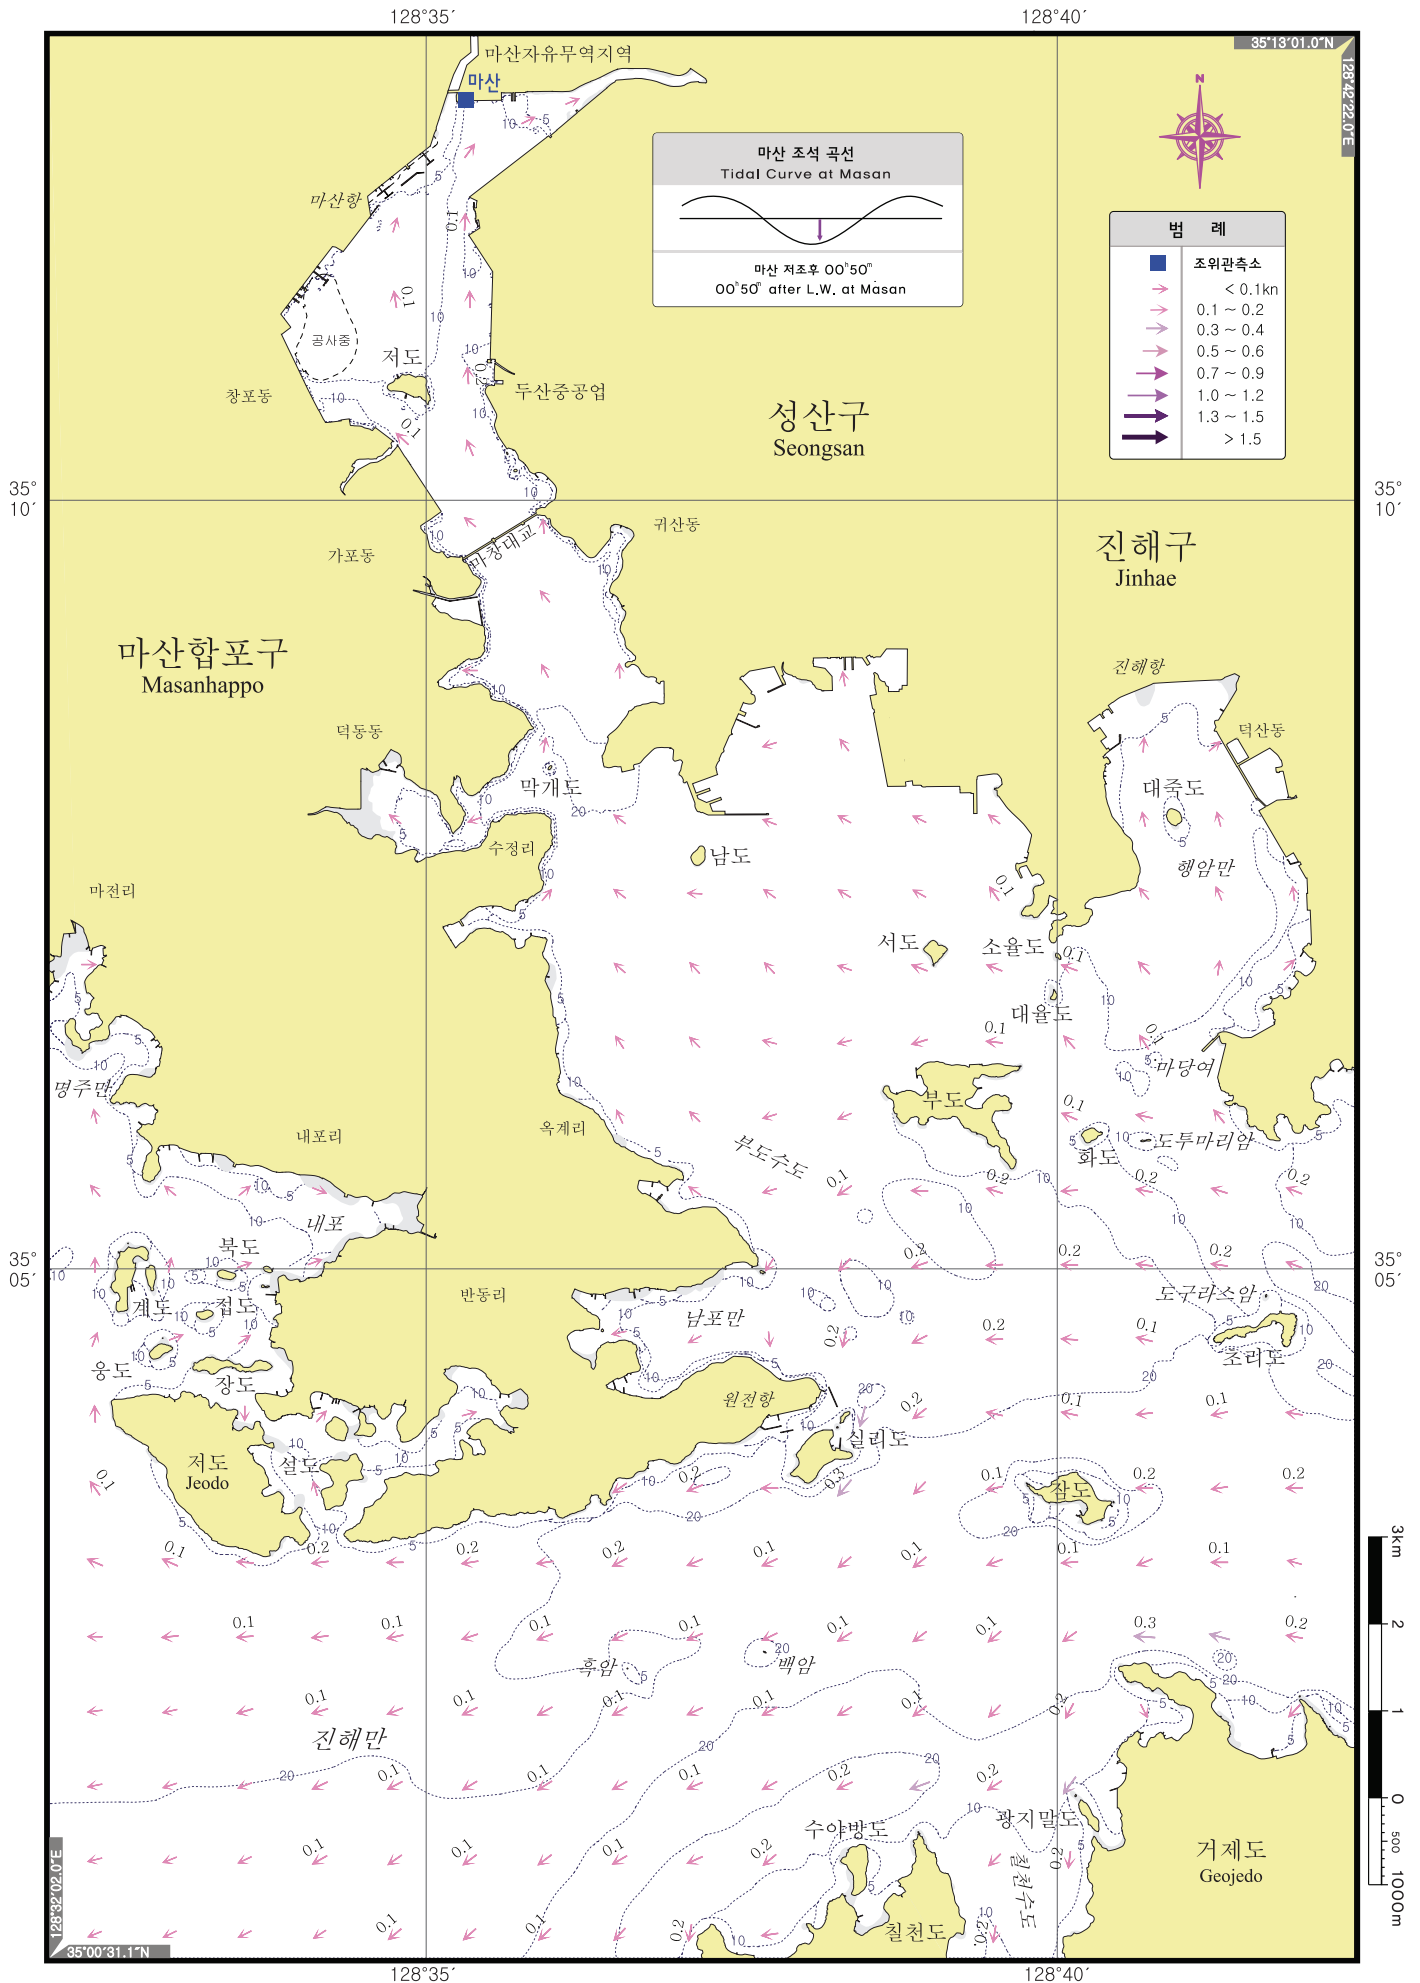 128°35´
128°40´
35°13´01.0˝N
128°42´22.0˝E
마산자유무역지역
마산
마산 조석 곡선
Tidal Curve at Masan
마산 저조후 00ʰ50ᵐ
00ʰ50ᵐ after L.W. at Masan
N
범 례
조위관측소
< 0.1kn
0.1 ~ 0.2
0.3 ~ 0.4
0.5 ~ 0.6
0.7 ~ 0.9
1.0 ~ 1.2
1.3 ~ 1.5
> 1.5
마산항
공사중
저도
창포동
두산중공업
성산구
Seongsan
35°
10´
35°
10´
귀산동
가포동
마창대교
진해구
Jinhae
마산합포구
Masanhappo
진해항
덕동동
덕산동
막개도
대죽도
수정리
남도
행암만
마전리
서도
소율도
대율도
명주만
마당여
부도
내포리
옥계리
부도수도
화도
도투마리암
내포
북도
35°
05´
35°
05´
계도
접도
반동리
남포만
도구라스암
조리도
웅도
장도
원전항
실리도
저도
Jeodo
설도
잠도
흑암
백암
진해만
수야방도
광지말도
칠천수도
거제도
Geojedo
칠천도
3km
2
1
0
500
1000m
128°32´02.0˝E
35°00´31.1˝N
128°35´
128°40´